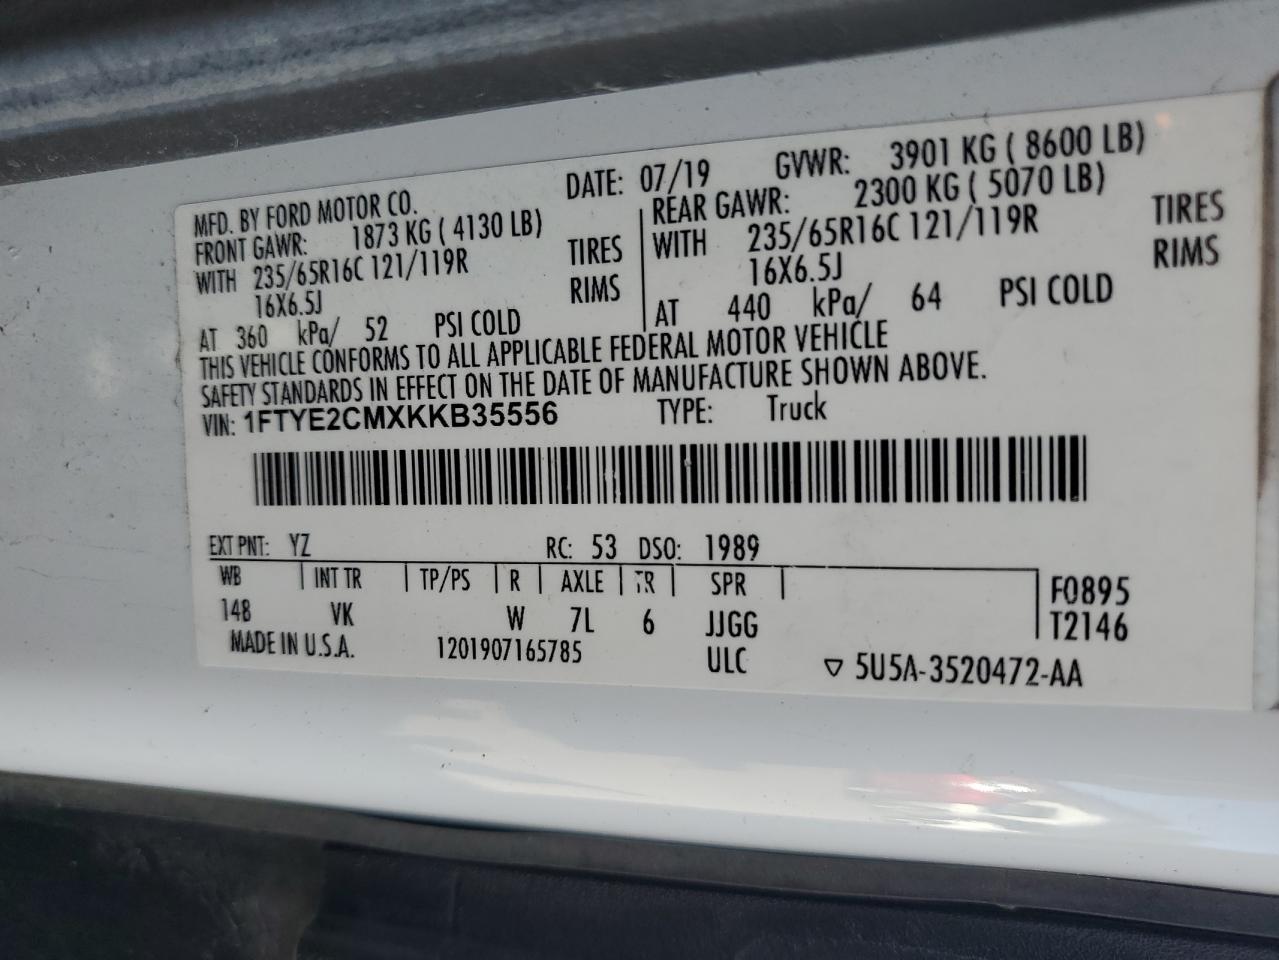 MFD. BY FORD MOTOR CO. DATE: 07/19 GVWR: 3901 KG ( 8600 LB)
FRONT GAWR: 1873 KG ( 4130 LB) REAR GAWR: 2300 KG ( 5070 LB)
WITH 235/65R16C 121/119R TIRES WITH 235/65R16C 121/119R TIRES
16X6.5J RIMS 16X6.5J RIMS
AT 360 kPa/ 52 PSI COLD AT 440 kPa/ 64 PSI COLD
THIS VEHICLE CONFORMS TO ALL APPLICABLE FEDERAL MOTOR VEHICLE
SAFETY STANDARDS IN EFFECT ON THE DATE OF MANUFACTURE SHOWN ABOVE.
VIN: 1FTYE2CMXKKB35556 TYPE: Truck
EXT PNT: YZ RC: 53 DSO: 1989
WB INT TR TP/PS R AXLE TR SPR F0895
148 VK W 7L 6 JJGG T2146
MADE IN U.S.A. 1201907165785 ULC ▽ 5U5A-3520472-AA